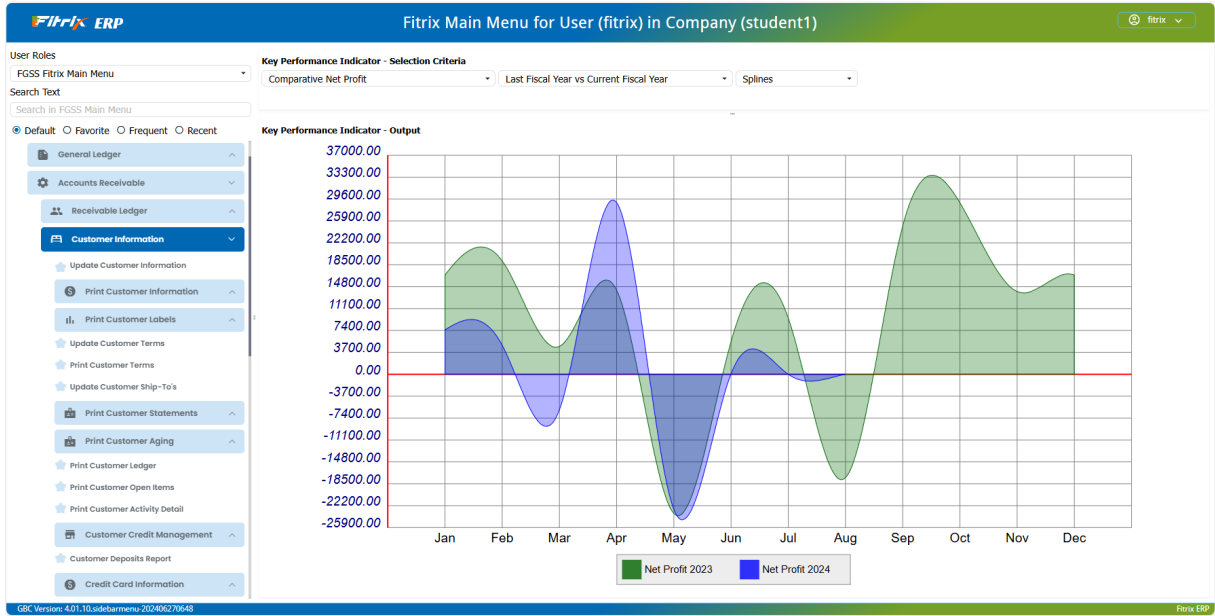 Fitrix ERP
Fitrix Main Menu for User (fitrix) in Company (student1)
fitrix
User Roles
FGSS Fitrix Main Menu
Search Text
Search in FGSS Main Menu
Default Favorite Frequent Recent
General Ledger
Accounts Receivable
Receivable Ledger
Customer Information
Update Customer Information
Print Customer Information
Print Customer Labels
Update Customer Terms
Print Customer Terms
Update Customer Ship-To's
Print Customer Statements
Print Customer Aging
Print Customer Ledger
Print Customer Open Items
Print Customer Activity Detail
Customer Credit Management
Customer Deposits Report
Credit Card Information
Key Performance Indicator - Selection Criteria
Comparative Net Profit Last Fiscal Year vs Current Fiscal Year Splines
Key Performance Indicator - Output
37000.00
33300.00
29600.00
25900.00
22200.00
18500.00
14800.00
11100.00
7400.00
3700.00
0.00
-3700.00
-7400.00
-11100.00
-14800.00
-18500.00
-22200.00
-25900.00
Jan Feb Mar Apr May Jun Jul Aug Sep Oct Nov Dec
Net Profit 2023 Net Profit 2024
GBC Version: 4.01.10.sidebarmenu-202406270648
Fitrix ERP